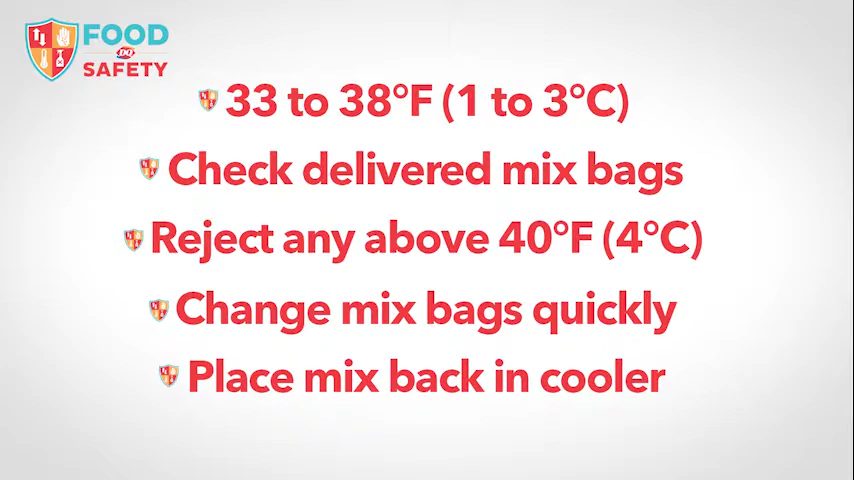 FOOD
DQ
SAFETY
33 to 38°F (1 to 3°C)
Check delivered mix bags
Reject any above 40°F (4°C)
Change mix bags quickly
Place mix back in cooler